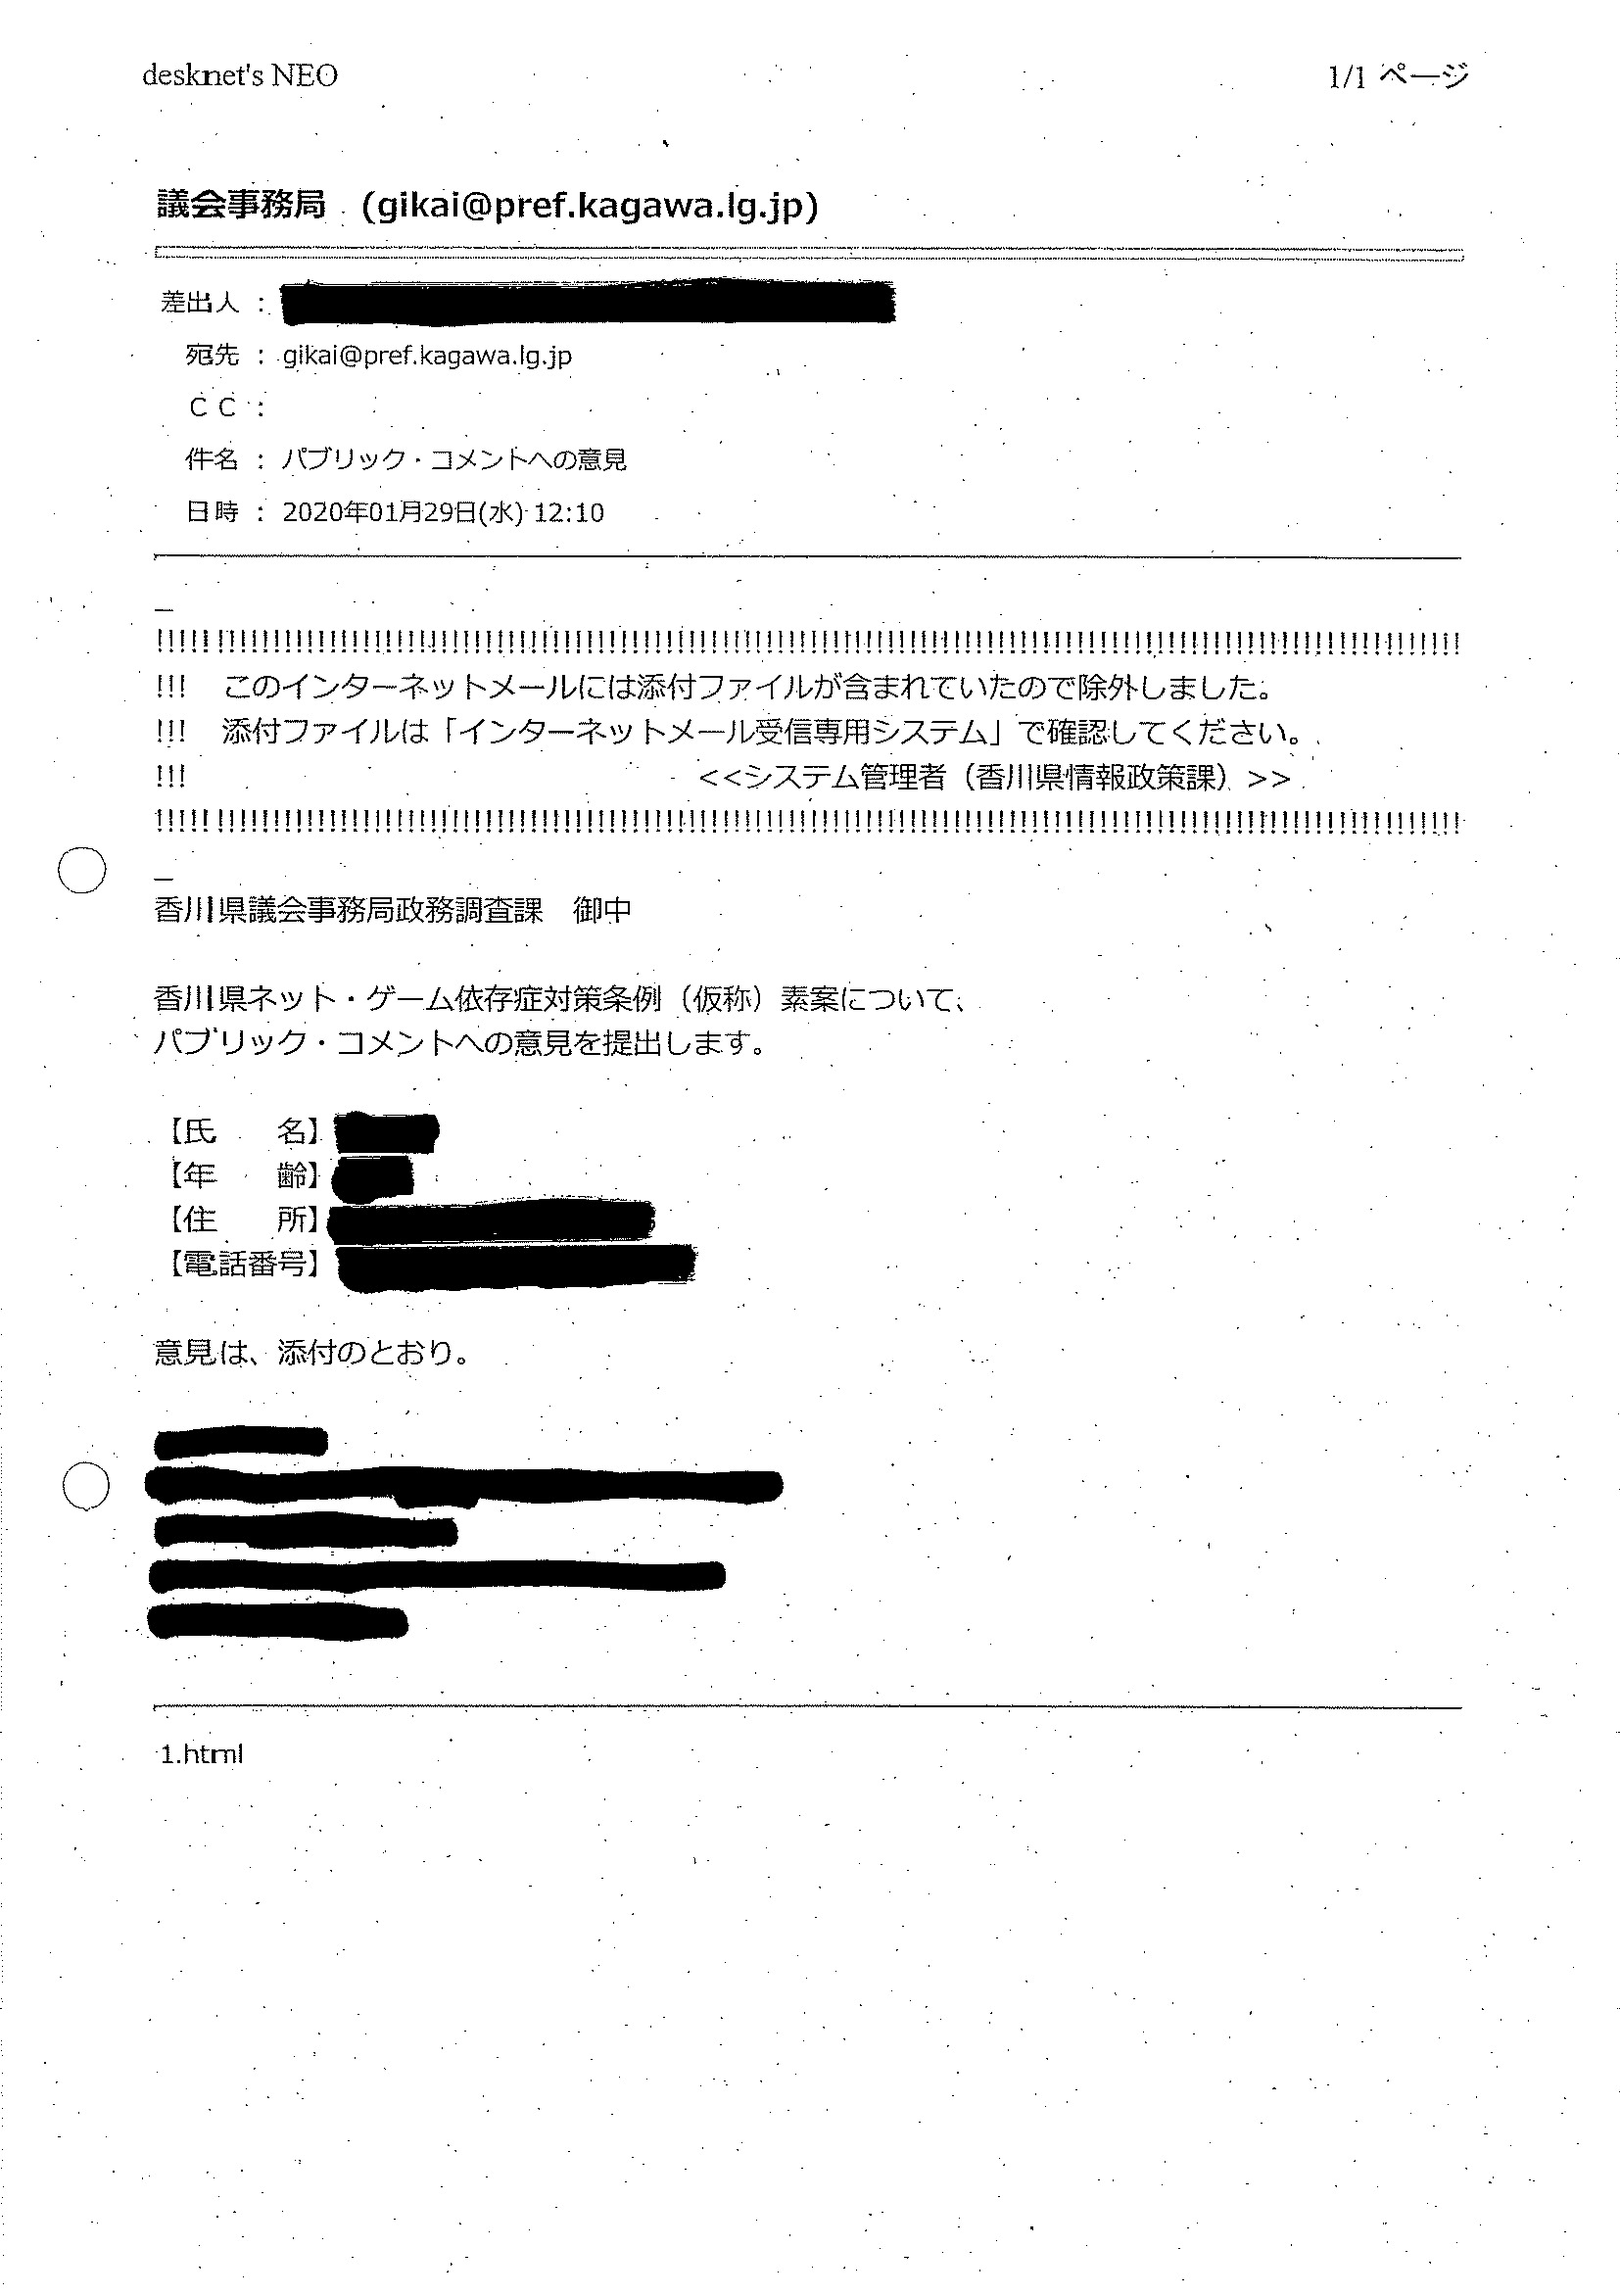 desknet's NEO
1/1 ページ
議会事務局 (gikai@pref.kagawa.lg.jp)
差出人 :
宛先 : gikai@pref.kagawa.lg.jp
ＣＣ :
件名 : パブリック・コメントへの意見
日時 : 2020年01月29日(水) 12:10
!!!　このインターネットメールには添付ファイルが含まれていたので除外しました。
!!!　添付ファイルは「インターネットメール受信専用システム」で確認してください。
!!!　<<システム管理者（香川県情報政策課）>>
香川県議会事務局政務調査課　御中
香川県ネット・ゲーム依存症対策条例（仮称）素案について、
パブリック・コメントへの意見を提出します。
【氏　　名】
【年　　齢】
【住　　所】
【電話番号】
意見は、添付のとおり。
1.html